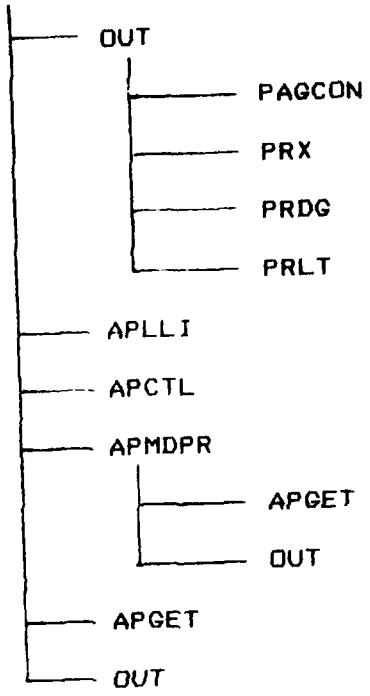 OUT
PAGCON
PRX
PRDG
PRLT
APLLI
APCTL
APMDPR
APGET
OUT
APGET
OUT